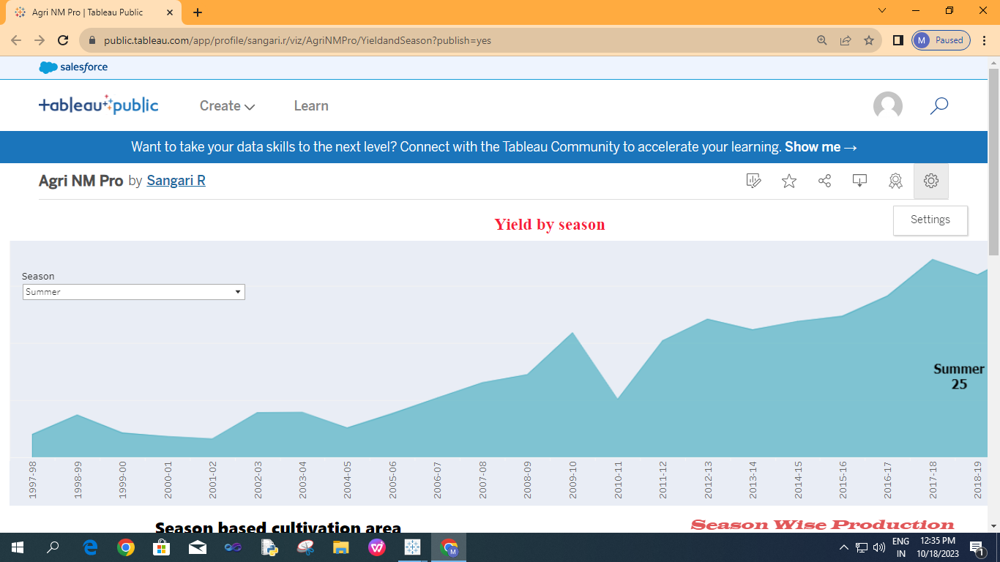 Agri NM Pro | Tableau Public
public.tableau.com/app/profile/sangari.r/viz/AgriNMPro/YieldandSeason?publish=yes
M Paused
salesforce
+ableau public
Create
Learn
Want to take your data skills to the next level? Connect with the Tableau Community to accelerate your learning. Show me →
Agri NM Pro by Sangari R
Settings
Yield by season
Season
Summer
Summer
25
1997-98
1998-99
1999-00
2000-01
2001-02
2002-03
2003-04
2004-05
2005-06
2006-07
2007-08
2008-09
2009-10
2010-11
2011-12
2012-13
2013-14
2014-15
2015-16
2016-17
2017-18
2018-19
Season based cultivation area
Season Wise Production
M
ENG
IN
12:35 PM
10/18/2023
1